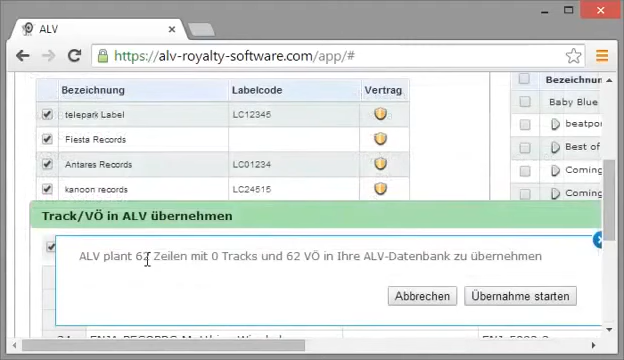 ALV
https://alv-royalty-software.com/app/#
Bezeichnung Labelcode Vertrag
telepark Label LC12345
Fiesta Records
Antares Records LC01234
kanoon records LC24515
Bezeichnun
Baby Blue
beatpor
Best of
Coming
Coming
Track/VÖ in ALV übernehmen
ALV plant 62 Zeilen mit 0 Tracks und 62 VÖ in Ihre ALV-Datenbank zu übernehmen
Abbrechen Übernahme starten